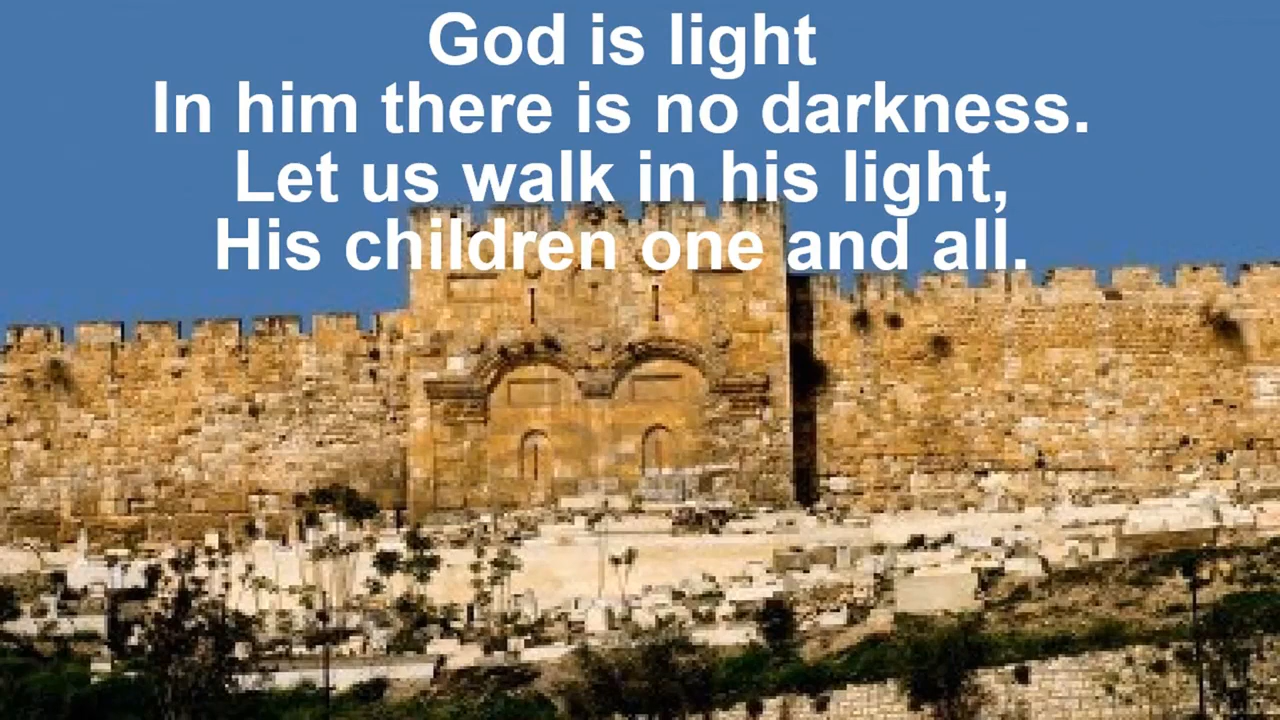 God is light
In him there is no darkness.
Let us walk in his light,
His children one and all.